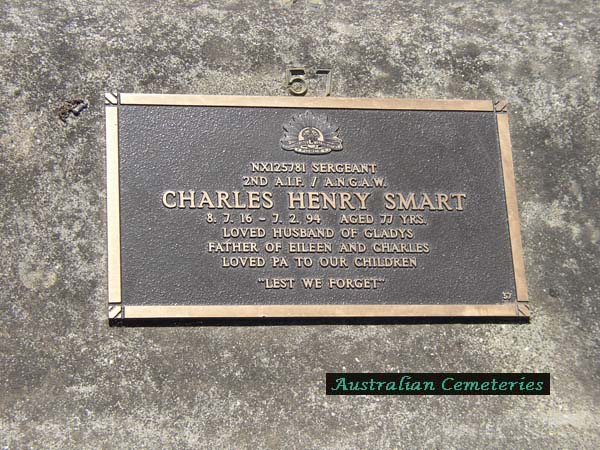 57
NX125781 SERGEANT
2ND A.I.F. / A.N.G.A.W.
CHARLES HENRY SMART
8. 7. 16 - 7. 2. 94 AGED 77 YRS.
LOVED HUSBAND OF GLADYS
FATHER OF EILEEN AND CHARLES
LOVED PA TO OUR CHILDREN
"LEST WE FORGET"
57
Australian Cemeteries